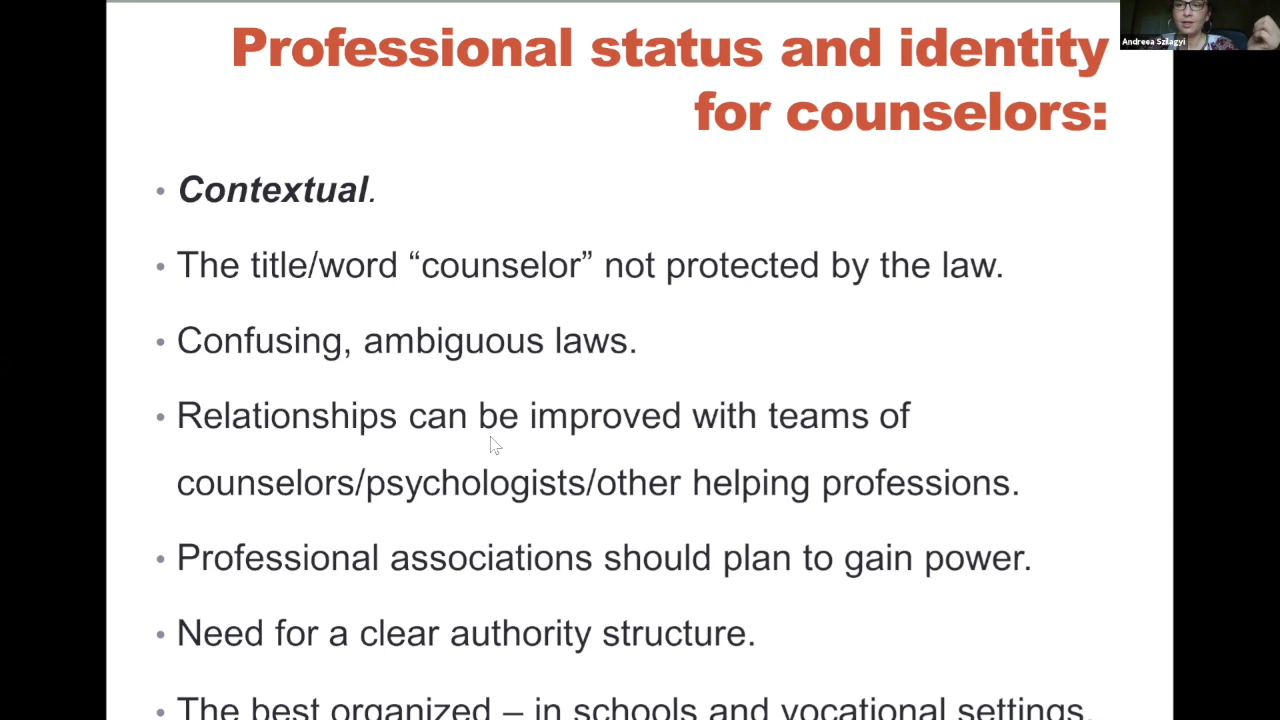 Professional status and identity
for counselors:
Andreea Szilagyi
• Contextual.
• The title/word “counselor” not protected by the law.
• Confusing, ambiguous laws.
• Relationships can be improved with teams of
counselors/psychologists/other helping professions.
• Professional associations should plan to gain power.
• Need for a clear authority structure.
• The best organized – in schools and vocational settings.